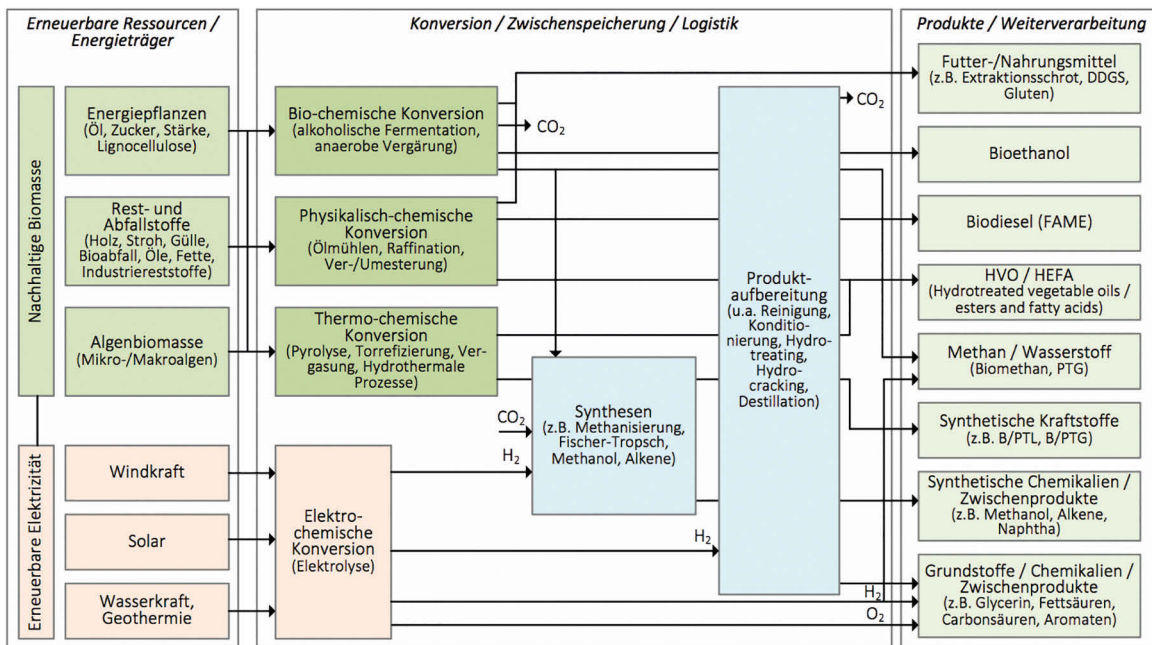 Erneuerbare Ressourcen /
Energieträger
Konversion / Zwischenspeicherung / Logistik
Produkte / Weiterverarbeitung
Nachhaltige Biomasse
Energiepflanzen
(Öl, Zucker, Stärke,
Lignocellulose)
Rest- und
Abfallstoffe
(Holz, Stroh, Gülle,
Bioabfall, Öle, Fette,
Industriereststoffe)
Algenbiomasse
(Mikro-/Makroalgen)
Erneuerbare Elektrizität
Windkraft
Solar
Wasserkraft,
Geothermie
Bio-chemische Konversion
(alkoholische Fermentation,
anaerobe Vergärung)
CO2
Physikalisch-chemische
Konversion
(Ölmühlen, Raffination,
Ver-/Umesterung)
Thermo-chemische
Konversion
(Pyrolyse, Torrefizierung, Ver-
gasung, Hydrothermale
Prozesse)
Elektro-
chemische
Konversion
(Elektrolyse)
CO2
H2
Synthesen
(z.B. Methanisierung,
Fischer-Tropsch,
Methanol, Alkene)
H2
Produkt-
aufbereitung
(u.a. Reinigung,
Kondition-
ierung, Hydro-
treating,
Hydro-
cracking,
Destillation)
CO2
H2
O2
Futter-/Nahrungsmittel
(z.B. Extraktionsschrot, DDGS,
Gluten)
Bioethanol
Biodiesel (FAME)
HVO / HEFA
(Hydrotreated vegetable oils /
esters and fatty acids)
Methan / Wasserstoff
(Biomethan, PTG)
Synthetische Kraftstoffe
(z.B. B/PTL, B/PTG)
Synthetische Chemikalien /
Zwischenprodukte
(z.B. Methanol, Alkene,
Naphtha)
Grundstoffe / Chemikalien /
Zwischenprodukte
(z.B. Glycerin, Fettsäuren,
Carbonsäuren, Aromaten)